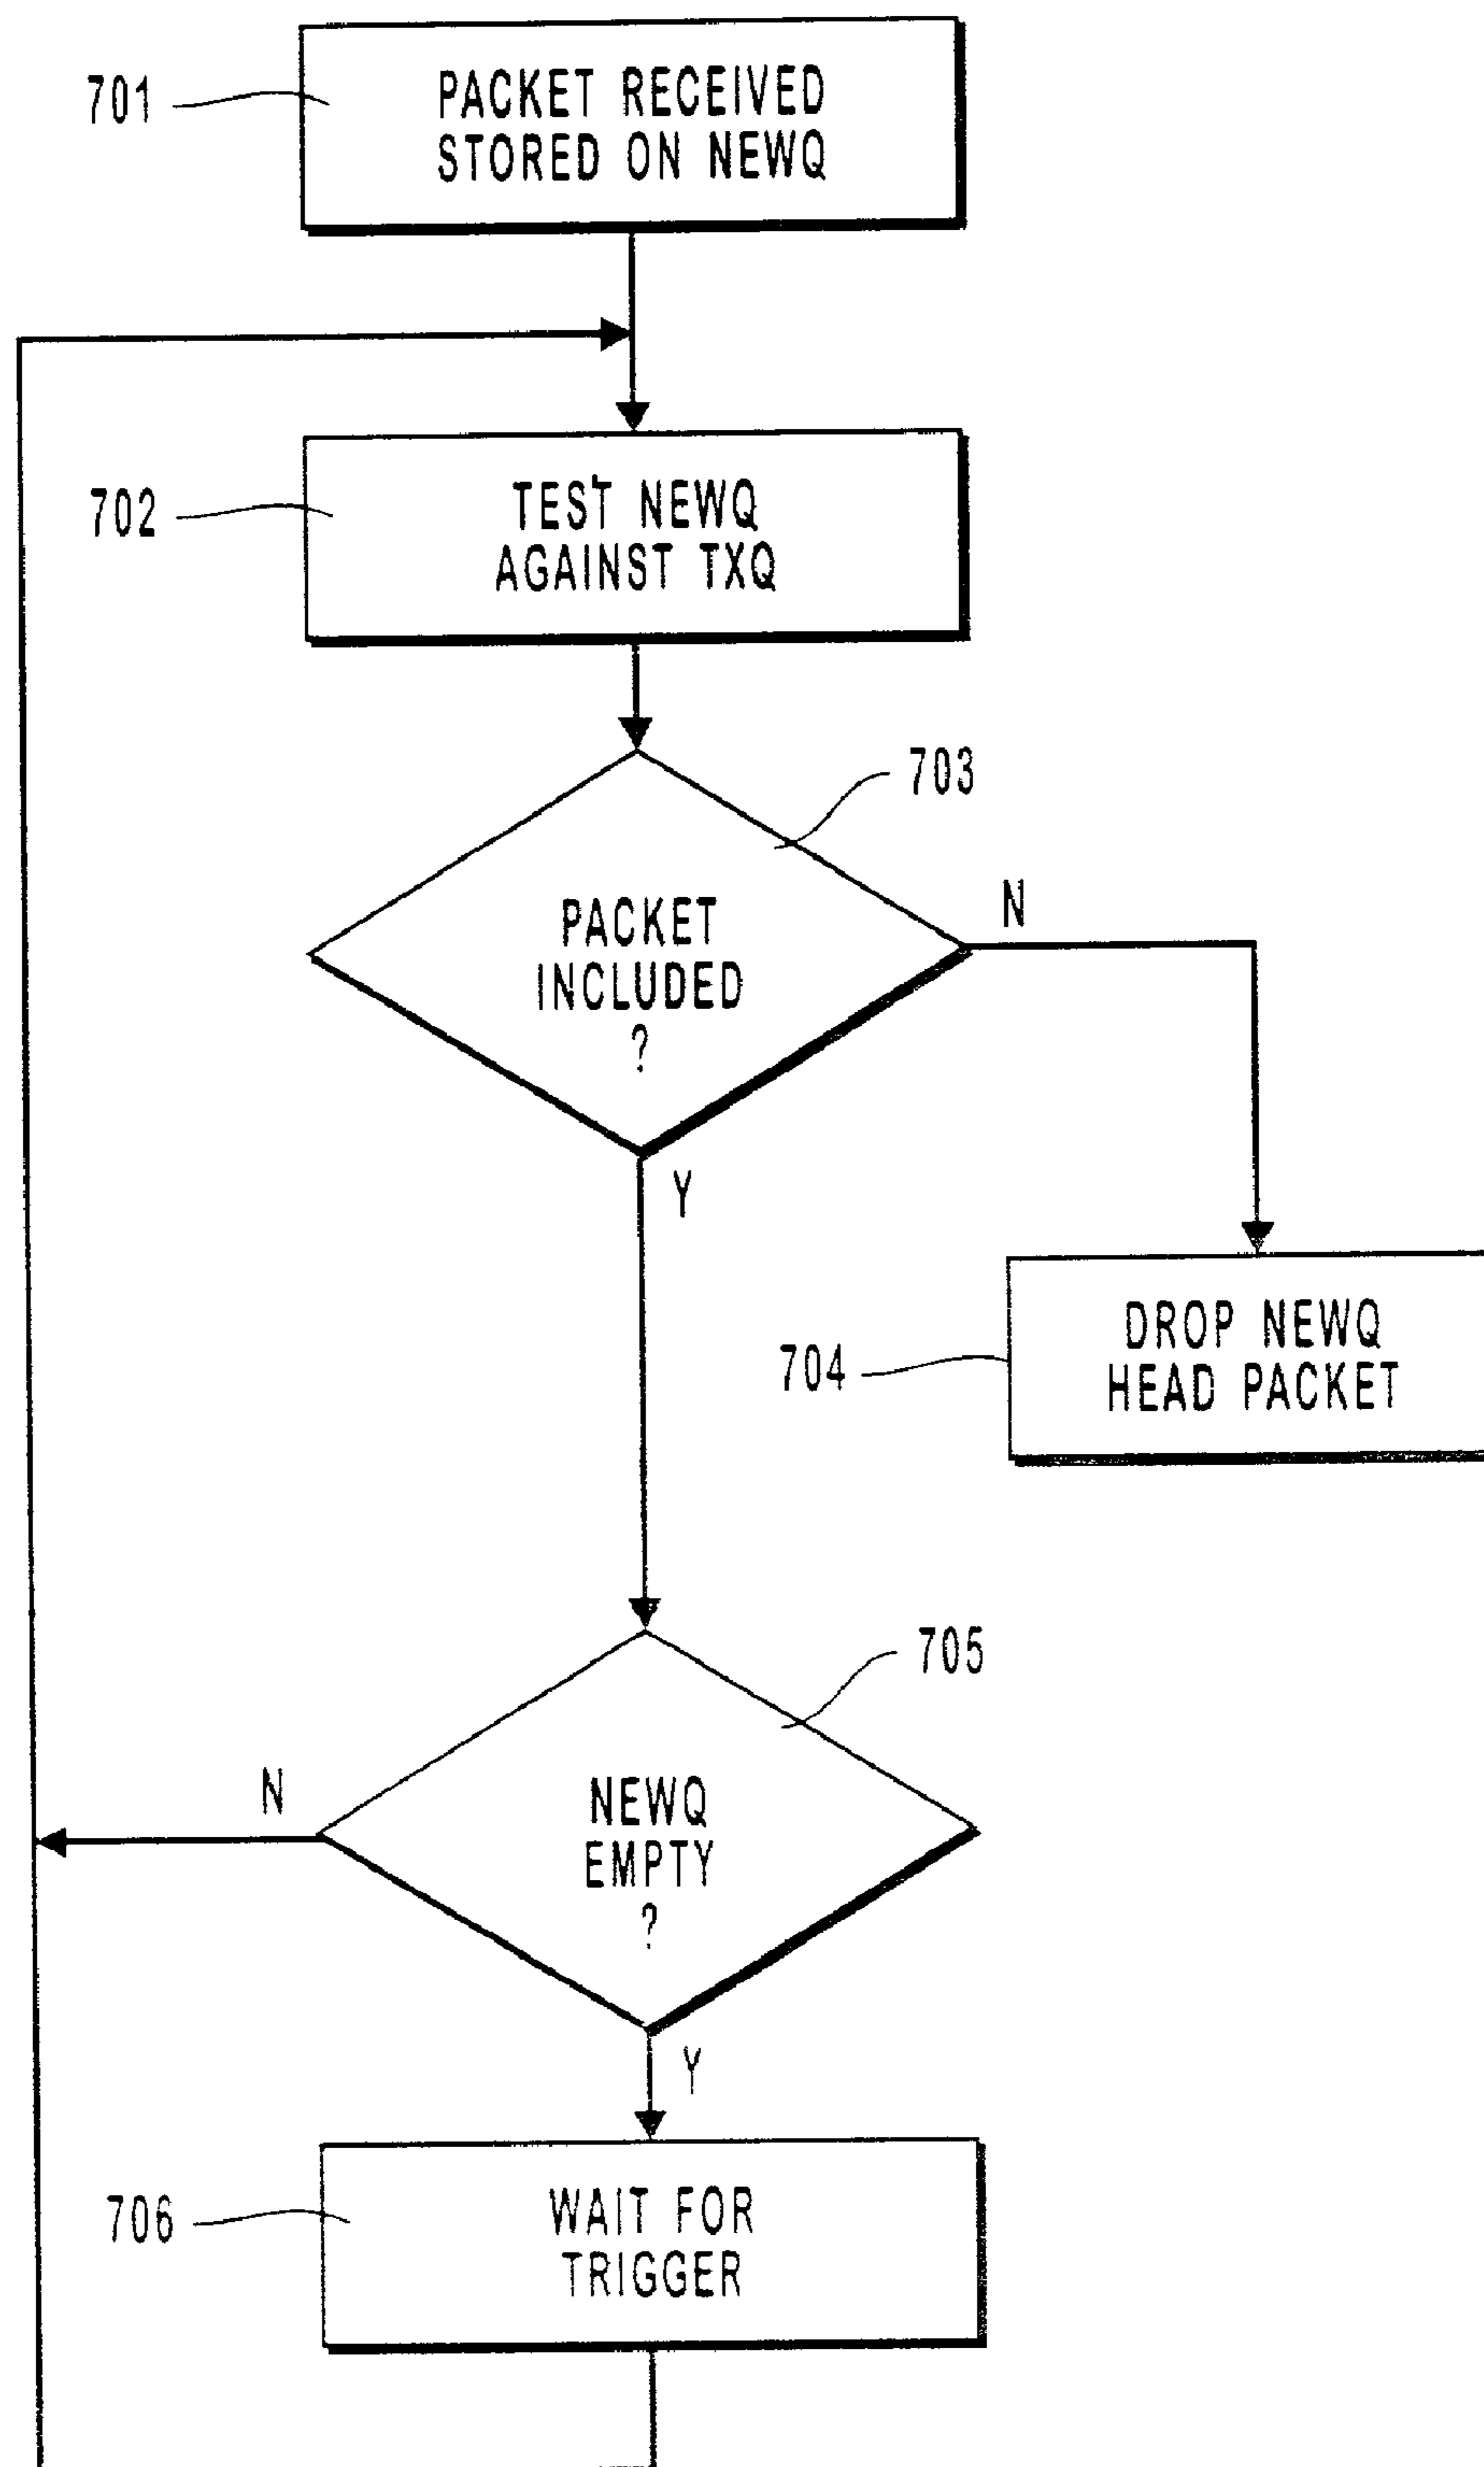 701
PACKET RECEIVED
STORED ON NEWQ
702
TEST NEWQ
AGAINST TXQ
703
PACKET
INCLUDED
?
N
Y
704
DROP NEWQ
HEAD PACKET
705
N
NEWQ
EMPTY
?
Y
706
WAIT FOR
TRIGGER